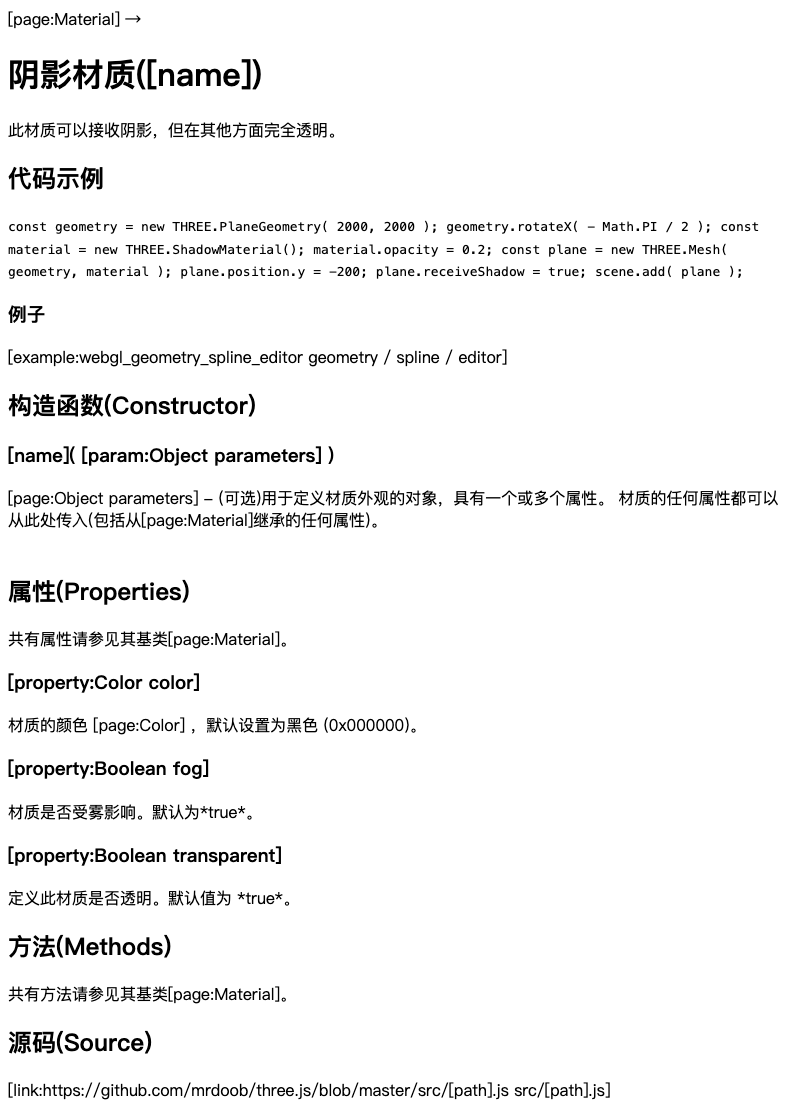 [page:Material] →
阴影材质([name])
此材质可以接收阴影，但在其他方面完全透明。
代码示例
const geometry = new THREE.PlaneGeometry( 2000, 2000 ); geometry.rotateX( - Math.PI / 2 ); const
material = new THREE.ShadowMaterial(); material.opacity = 0.2; const plane = new THREE.Mesh(
geometry, material ); plane.position.y = -200; plane.receiveShadow = true; scene.add( plane );
例子
[example:webgl_geometry_spline_editor geometry / spline / editor]
构造函数(Constructor)
[name]( [param:Object parameters] )
[page:Object parameters] - (可选)用于定义材质外观的对象，具有一个或多个属性。 材质的任何属性都可以
从此处传入(包括从[page:Material]继承的任何属性)。
属性(Properties)
共有属性请参见其基类[page:Material]。
[property:Color color]
材质的颜色 [page:Color] ，默认设置为黑色 (0x000000)。
[property:Boolean fog]
材质是否受雾影响。默认为*true*。
[property:Boolean transparent]
定义此材质是否透明。默认值为 *true*。
方法(Methods)
共有方法请参见其基类[page:Material]。
源码(Source)
[link:https://github.com/mrdoob/three.js/blob/master/src/[path].js src/[path].js]